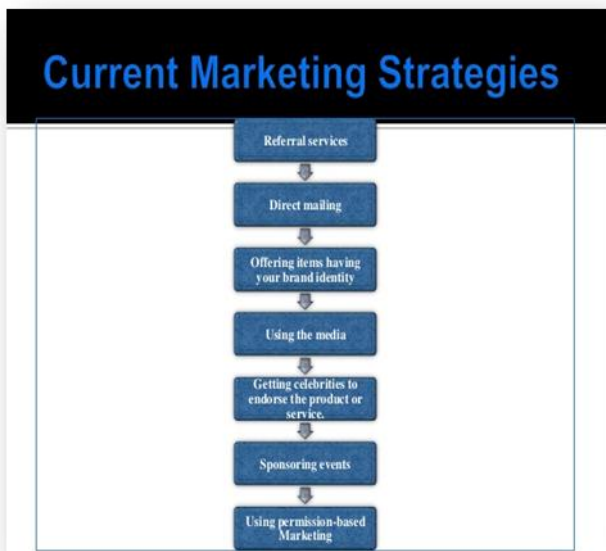 Current Marketing Strategies
Referral services
Direct mailing
Offering items having
your brand identity
Using the media
Getting celebrities to
endorse the product or
service.
Sponsoring events
Using permission-based
Marketing